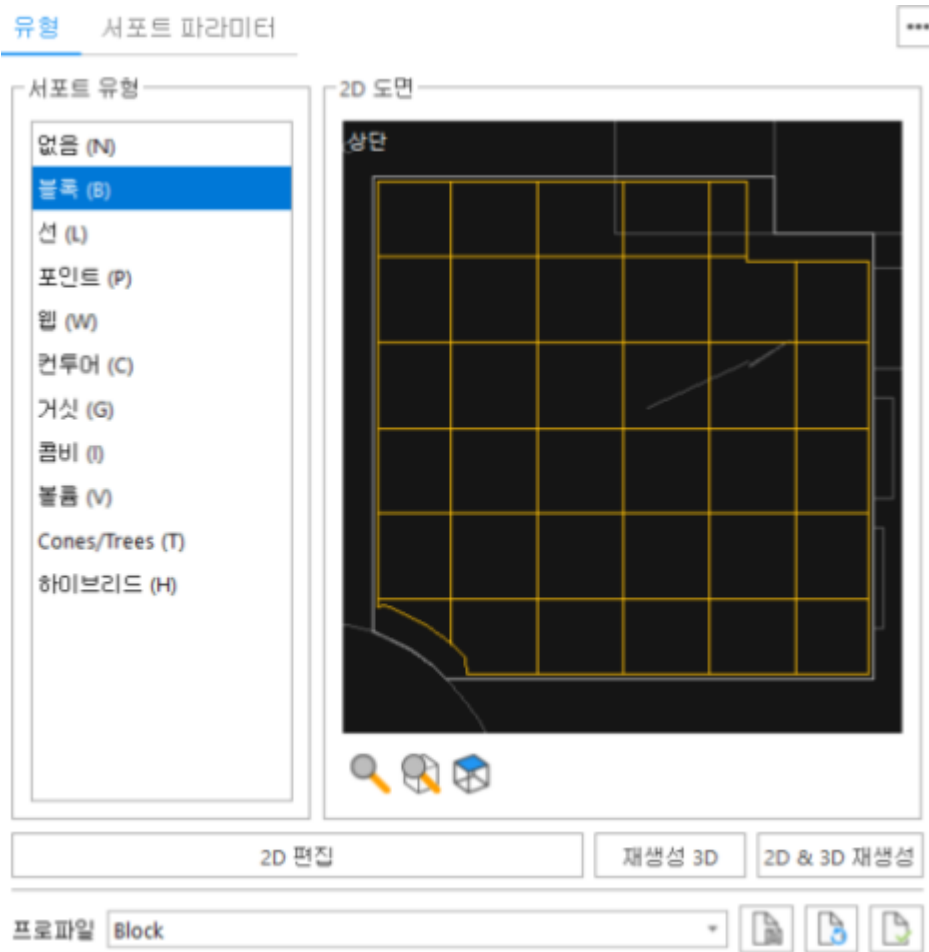 유형 서포트 파라미터
서포트 유형
없음 (N)
블록 (B)
선 (L)
포인트 (P)
웹 (W)
컨투어 (C)
거싯 (G)
콤비 (I)
볼륨 (V)
Cones/Trees (T)
하이브리드 (H)
2D 도면
상단
2D 편집
재생성 3D
2D & 3D 재생성
프로파일 Block